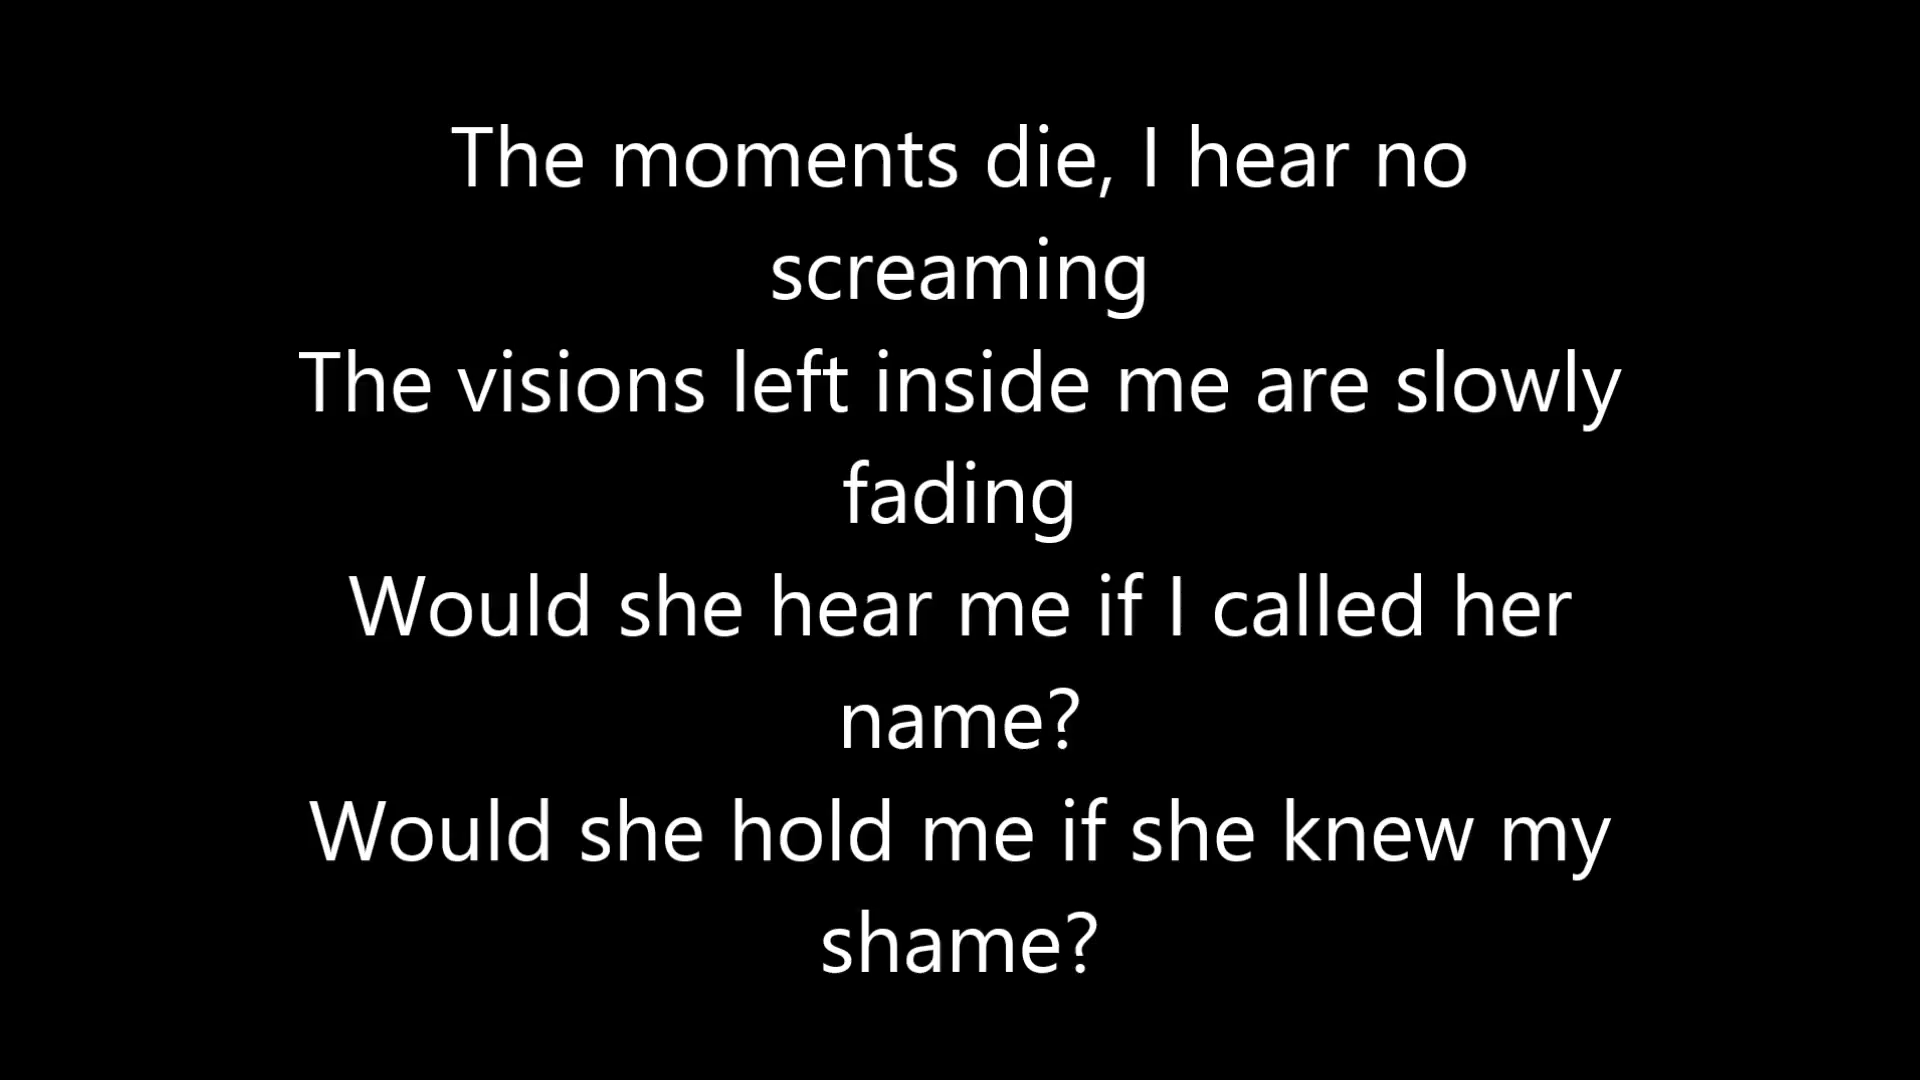 The moments die, I hear no
screaming
The visions left inside me are slowly
fading
Would she hear me if I called her
name?
Would she hold me if she knew my
shame?